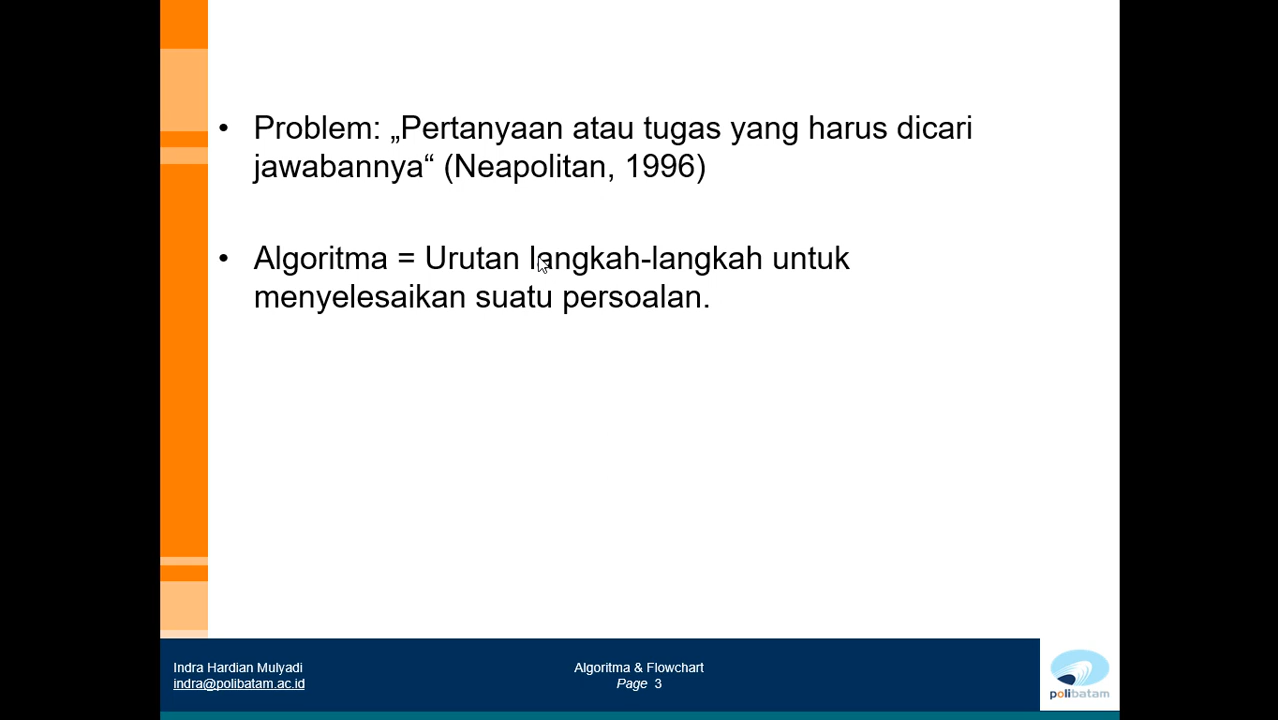 • Problem: „Pertanyaan atau tugas yang harus dicari
jawabannya“ (Neapolitan, 1996)
• Algoritma = Urutan langkah-langkah untuk
menyelesaikan suatu persoalan.
Indra Hardian Mulyadi
indra@polibatam.ac.id
Algoritma & Flowchart
Page 3
polibatam